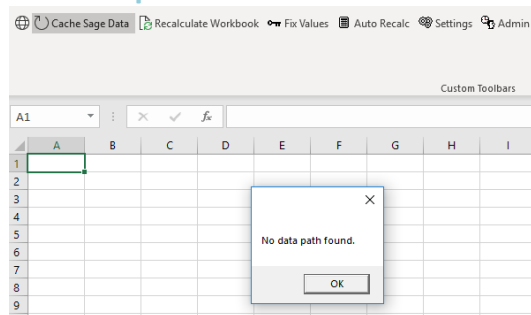 Cache Sage Data Recalculate Workbook Fix Values Auto Recalc Settings Admin
Custom Toolbars
A1 fx
A B C D E F G H I
1
2
3
No data path found.
4
5
6
7
OK
8
9